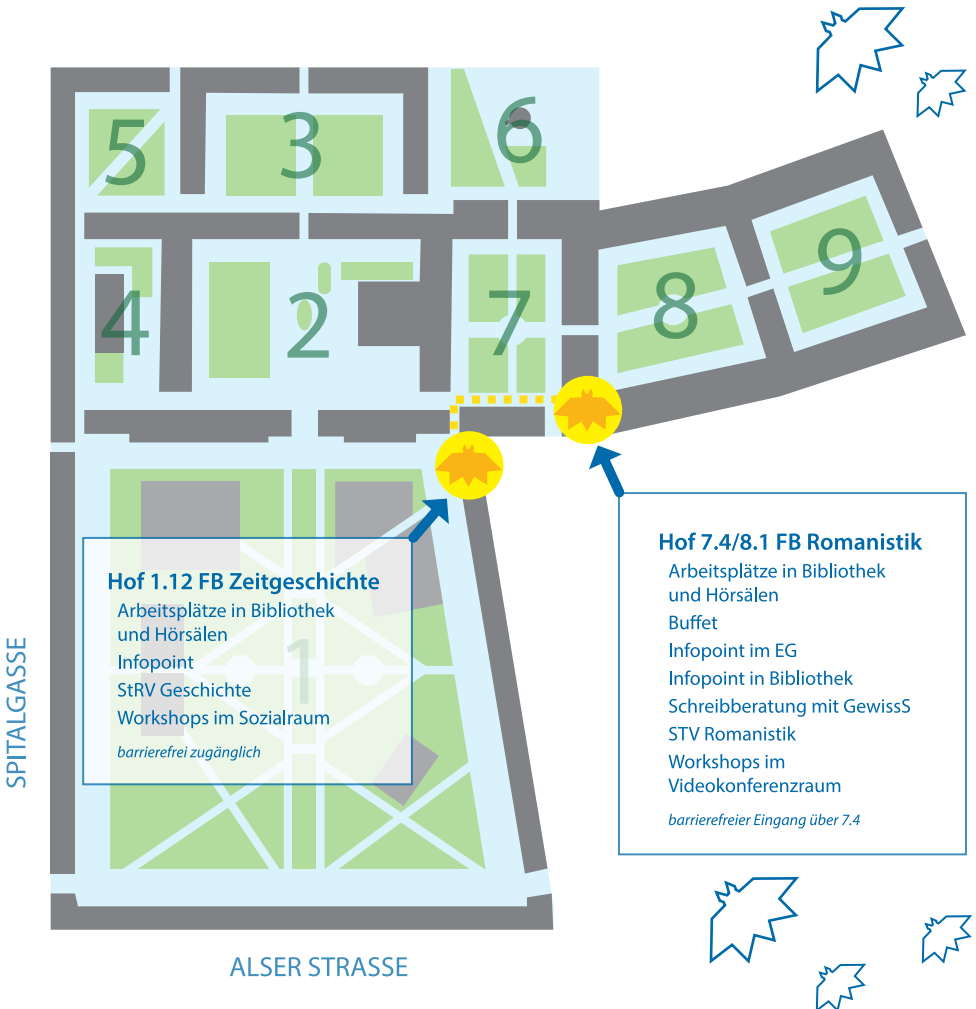 5
3
6
4
2
7
8
9
1
Hof 1.12 FB Zeitgeschichte
Arbeitsplätze in Bibliothek
und Hörsälen
Infopoint
StRV Geschichte
Workshops im Sozialraum
barrierefrei zugänglich
Hof 7.4/8.1 FB Romanistik
Arbeitsplätze in Bibliothek
und Hörsälen
Buffet
Infopoint im EG
Infopoint in Bibliothek
Schreibberatung mit GewissS
STV Romanistik
Workshops im
Videokonferenzraum
barrierefreier Eingang über 7.4
SPITALGASSE
ALSER STRASSE